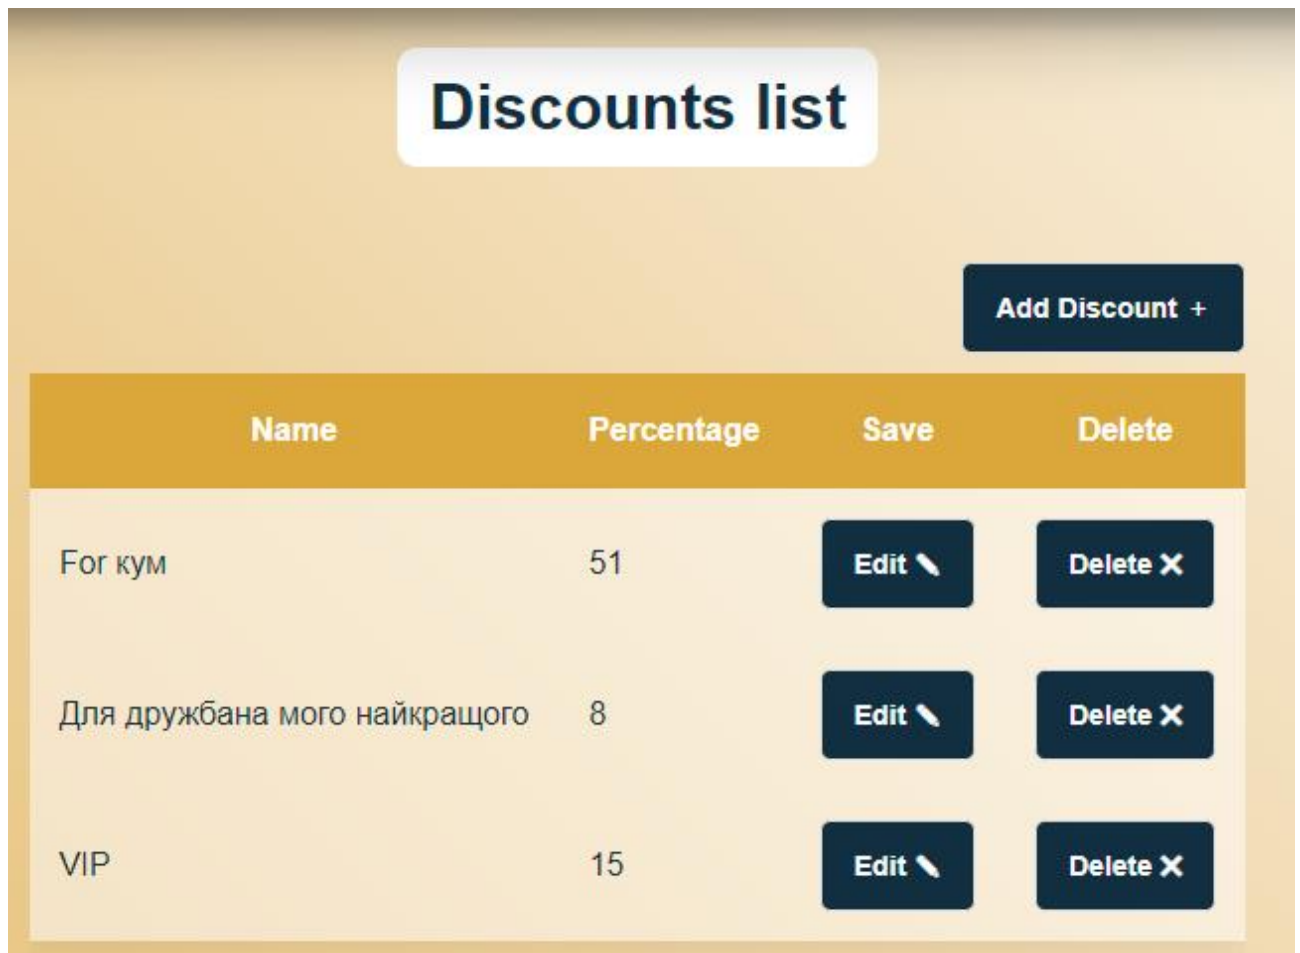 Discounts list
Add Discount +
Name Percentage Save Delete
For кум 51 Edit Delete
Для дружбана мого найкращого 8 Edit Delete
VIP 15 Edit Delete